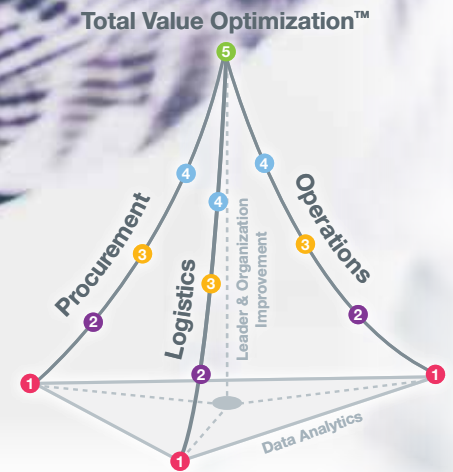 Total Value Optimization™
5
4
4
4
Procurement
3
Logistics
3
Leader & Organization
Improvement
3
Operations
2
2
2
1
1
1
Data Analytics